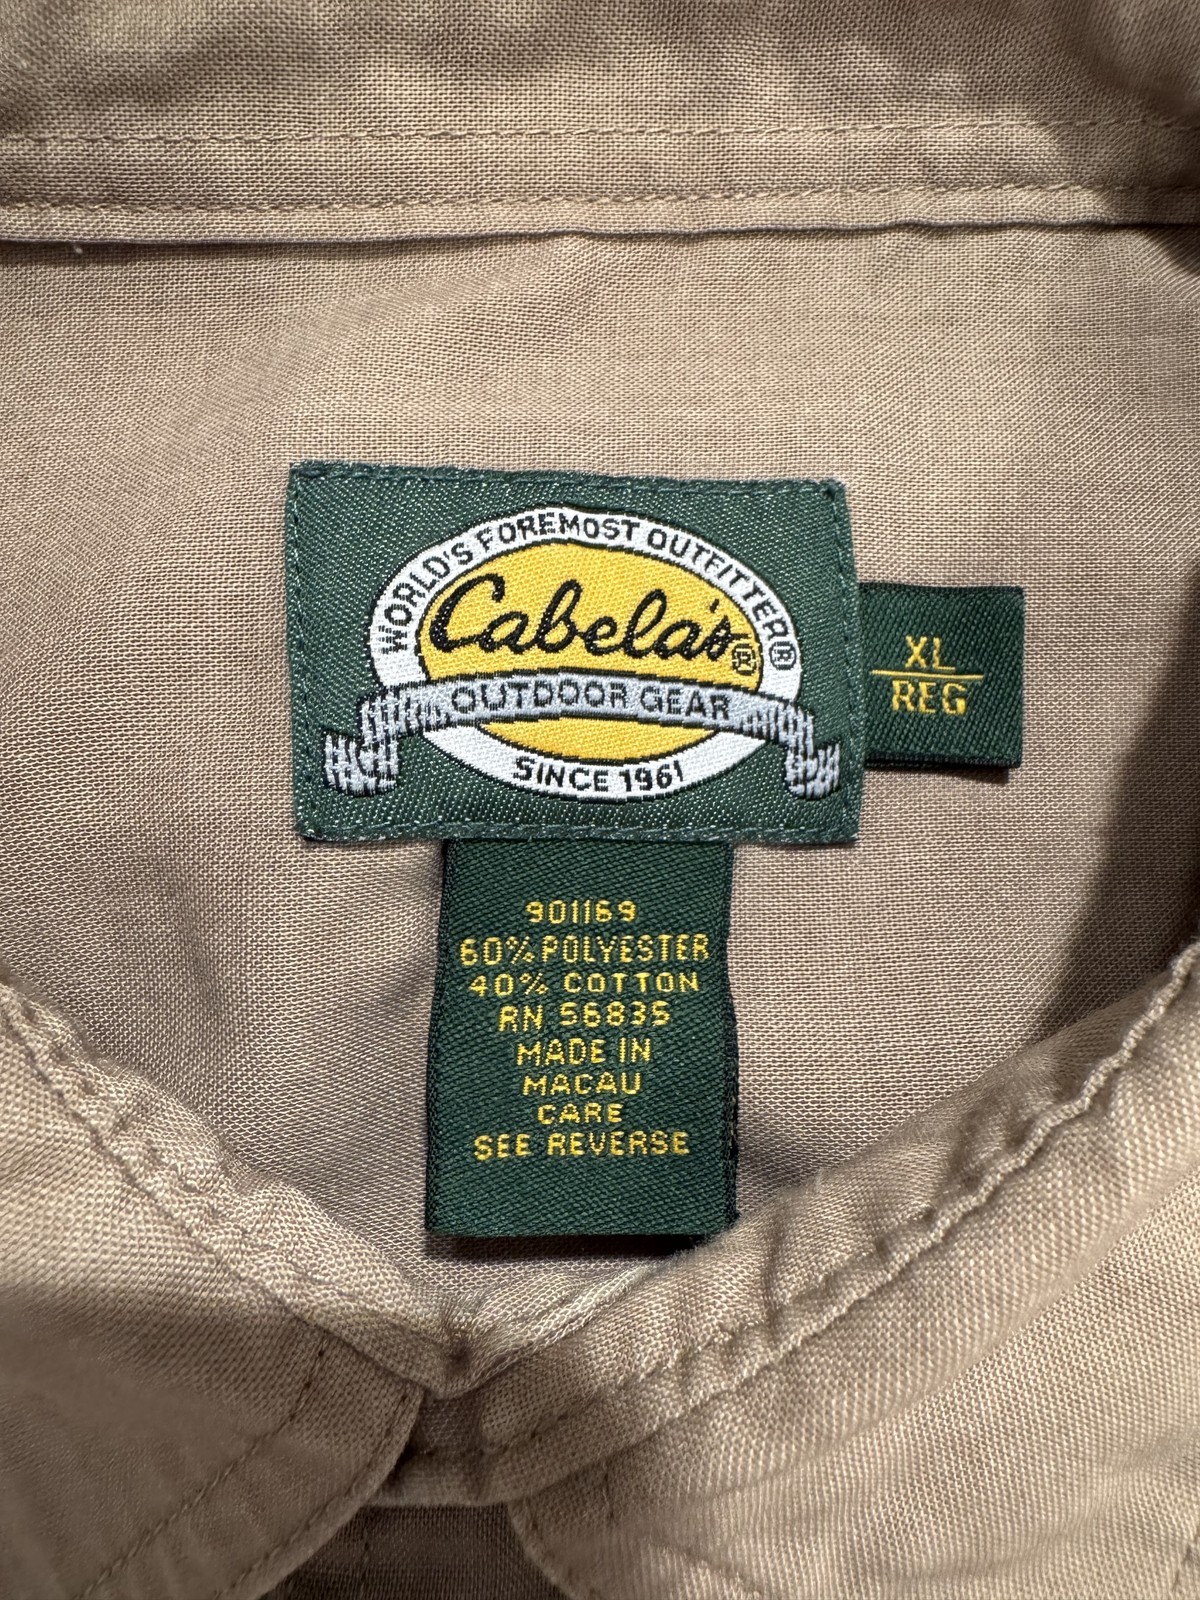 WORLD'S FOREMOST OUTFITTER®
Cabela's®
OUTDOOR GEAR
SINCE 1961
XL
REG
901169
60% POLYESTER
40% COTTON
RN 56835
MADE IN
MACAU
CARE
SEE REVERSE